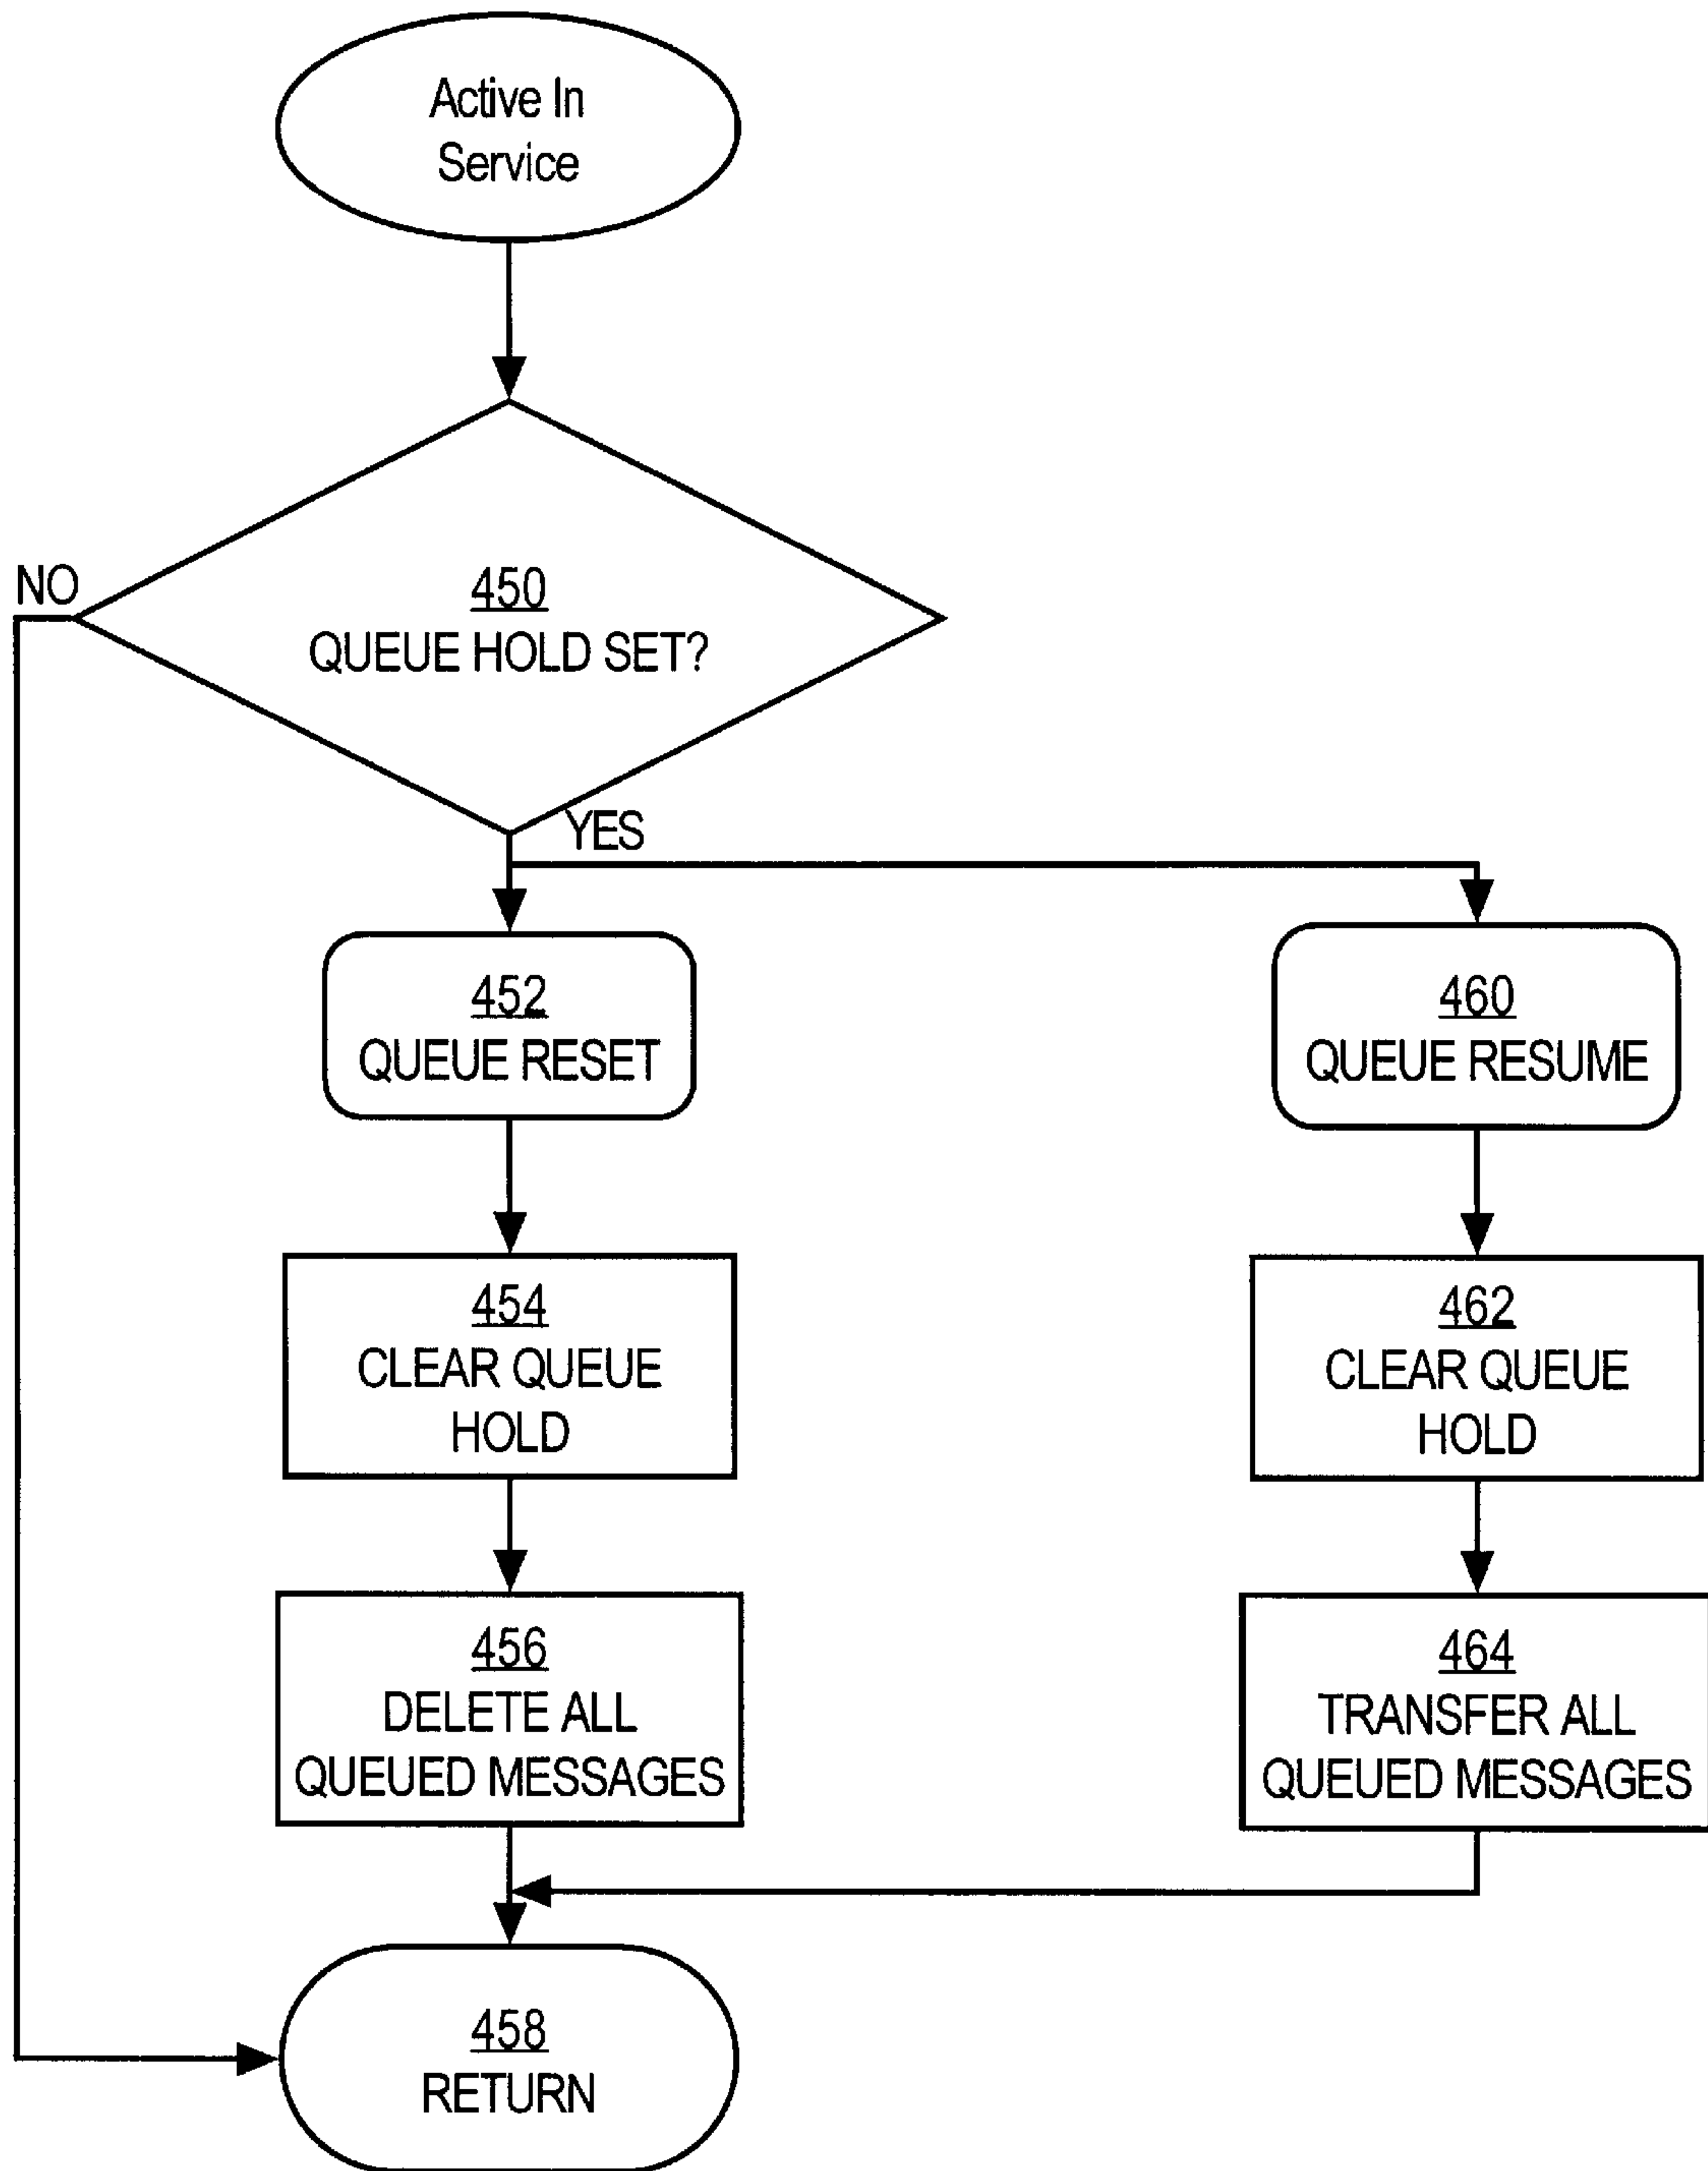 Active In
Service
NO
450
QUEUE HOLD SET?
YES
452
QUEUE RESET
460
QUEUE RESUME
454
CLEAR QUEUE
HOLD
462
CLEAR QUEUE
HOLD
456
DELETE ALL
QUEUED MESSAGES
464
TRANSFER ALL
QUEUED MESSAGES
458
RETURN